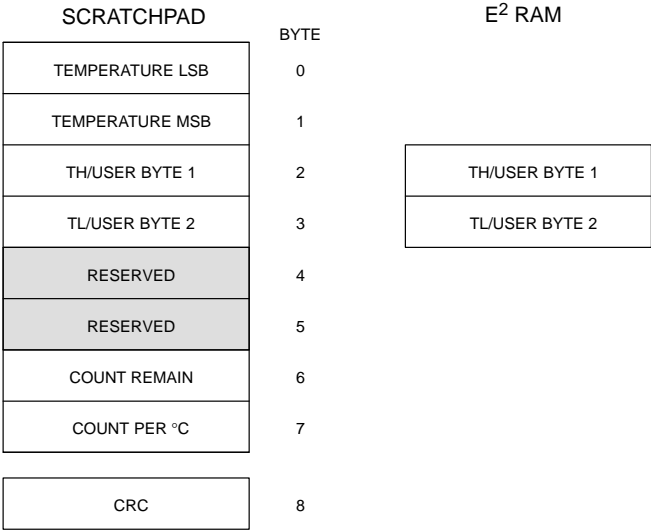 SCRATCHPAD
E² RAM
BYTE
TEMPERATURE LSB 0
TEMPERATURE MSB 1
TH/USER BYTE 1 2 TH/USER BYTE 1
TL/USER BYTE 2 3 TL/USER BYTE 2
RESERVED 4
RESERVED 5
COUNT REMAIN 6
COUNT PER °C 7
CRC 8